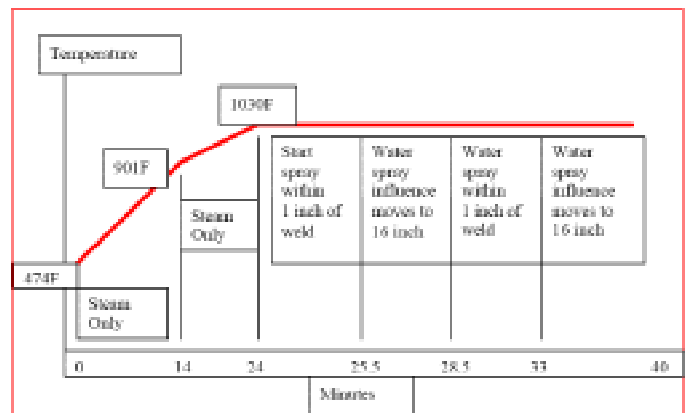 Temperature
1030F
901F
474F
Steam
Only
Steam
Only
Start
spray
within
1 inch of
weld
Water
spray
influence
moves to
16 inch
Water
spray
within
1 inch of
weld
Water
spray
influence
moves to
16 inch
0 14 24 25.5 28.5 33 40
Minutes